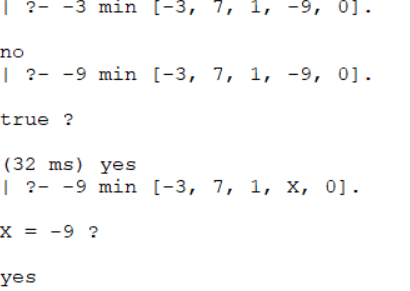 | ?- -3 min [-3, 7, 1, -9, 0].
no
| ?- -9 min [-3, 7, 1, -9, 0].
true ?
(32 ms) yes
| ?- -9 min [-3, 7, 1, X, 0].
X = -9 ?
yes